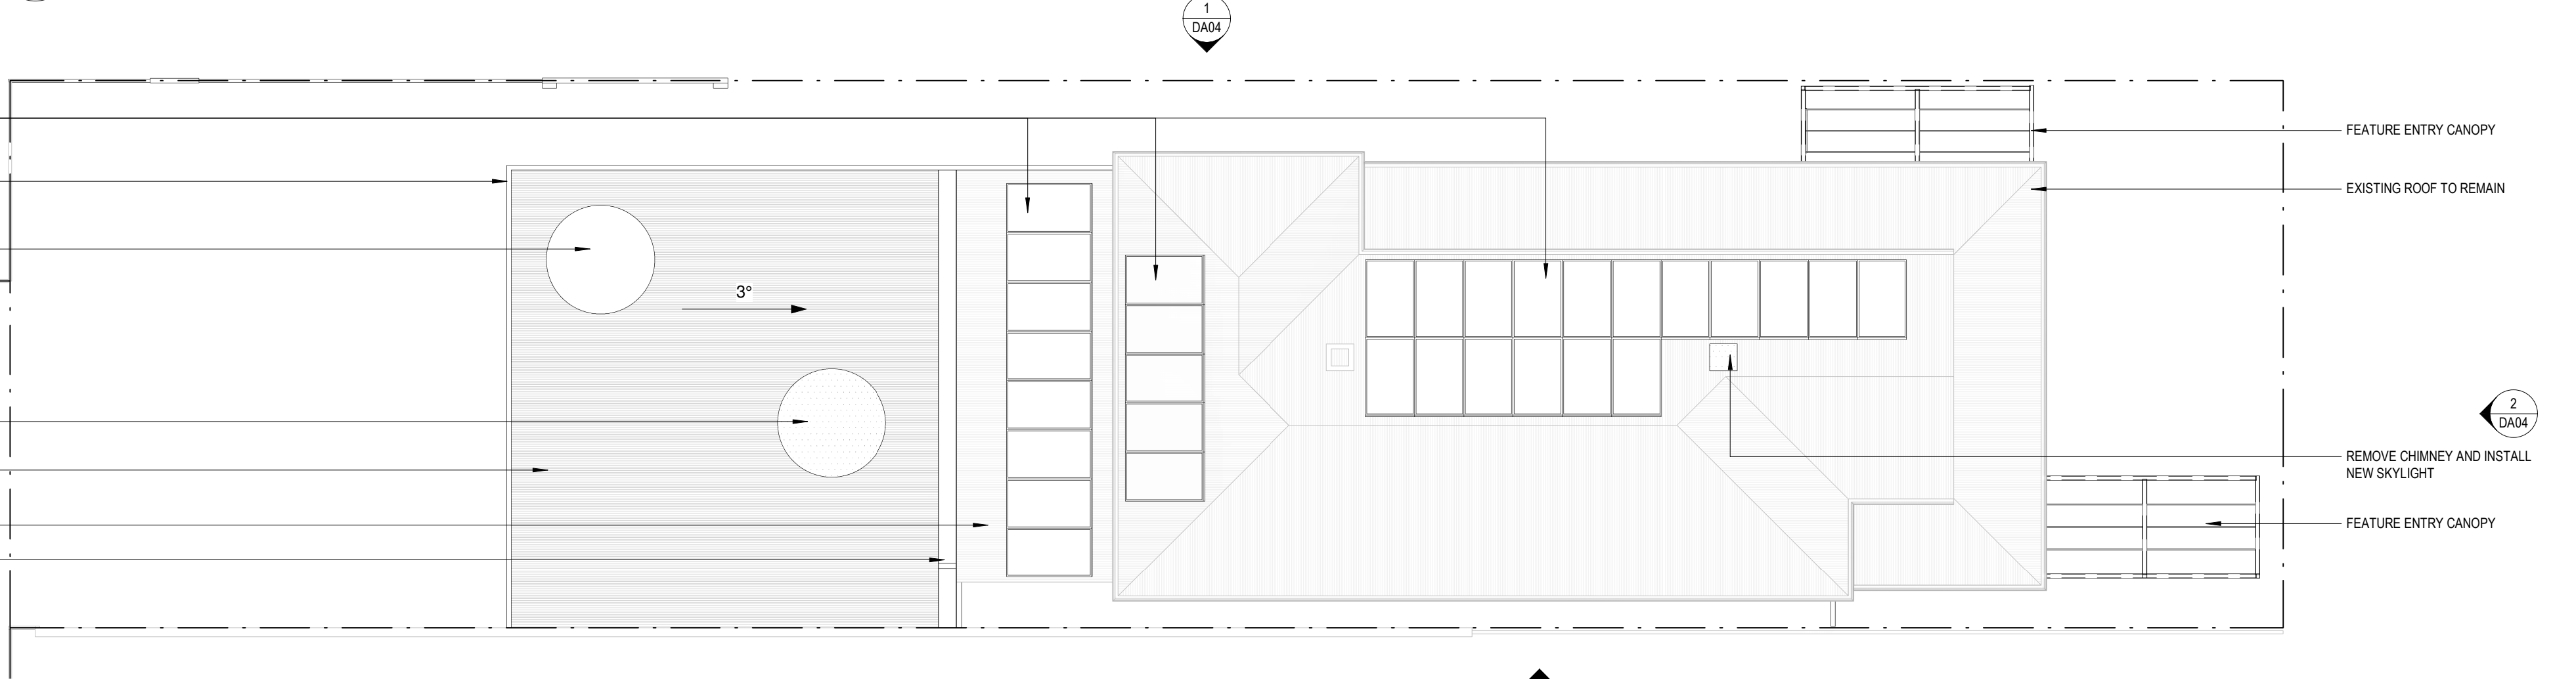 1
DA04
FEATURE ENTRY CANOPY
EXISTING ROOF TO REMAIN
3°
2
DA04
REMOVE CHIMNEY AND INSTALL
NEW SKYLIGHT
FEATURE ENTRY CANOPY